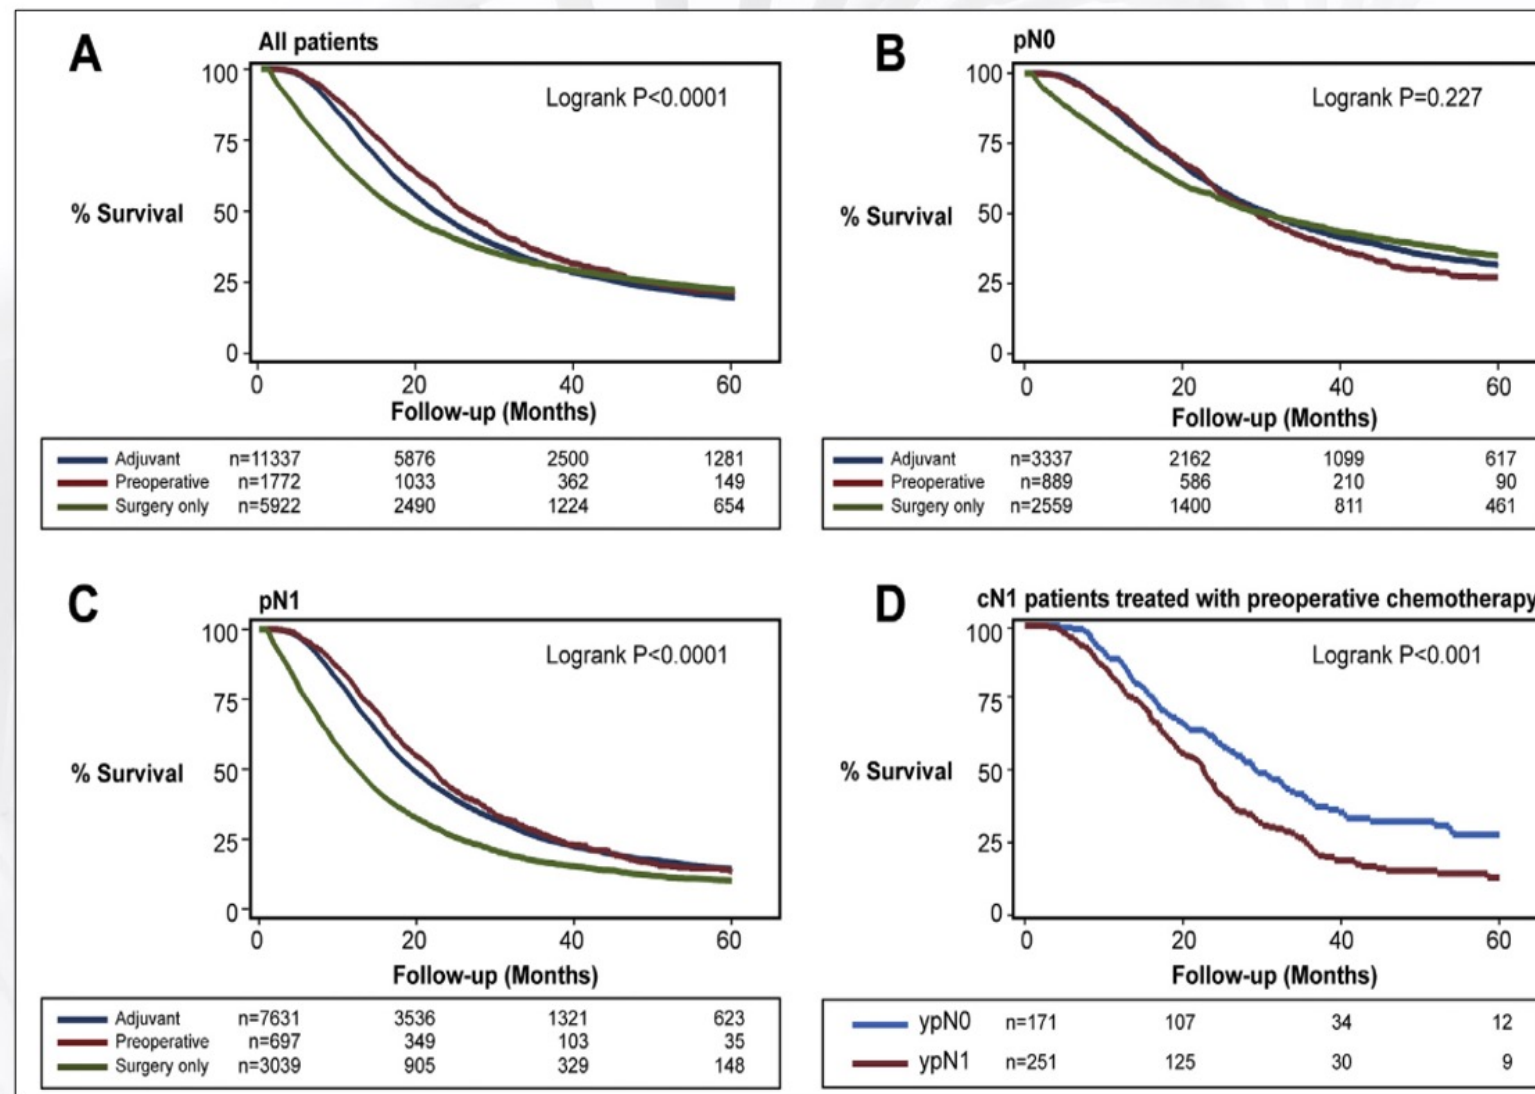 A
All patients
Logrank P<0.0001
100
75
50
25
0
% Survival
0 20 40 60
Follow-up (Months)
Adjuvant n=11337 5876 2500 1281
Preoperative n=1772 1033 362 149
Surgery only n=5922 2490 1224 654
B
pN0
Logrank P=0.227
100
75
50
25
0
% Survival
0 20 40 60
Follow-up (Months)
Adjuvant n=3337 2162 1099 617
Preoperative n=889 586 210 90
Surgery only n=2559 1400 811 461
C
pN1
Logrank P<0.0001
100
75
50
25
0
% Survival
0 20 40 60
Follow-up (Months)
Adjuvant n=7631 3536 1321 623
Preoperative n=697 349 103 35
Surgery only n=3039 905 329 148
D
cN1 patients treated with preoperative chemotherapy
Logrank P<0.001
100
75
50
25
0
% Survival
0 20 40 60
Follow-up (Months)
ypN0 n=171 107 34 12
ypN1 n=251 125 30 9